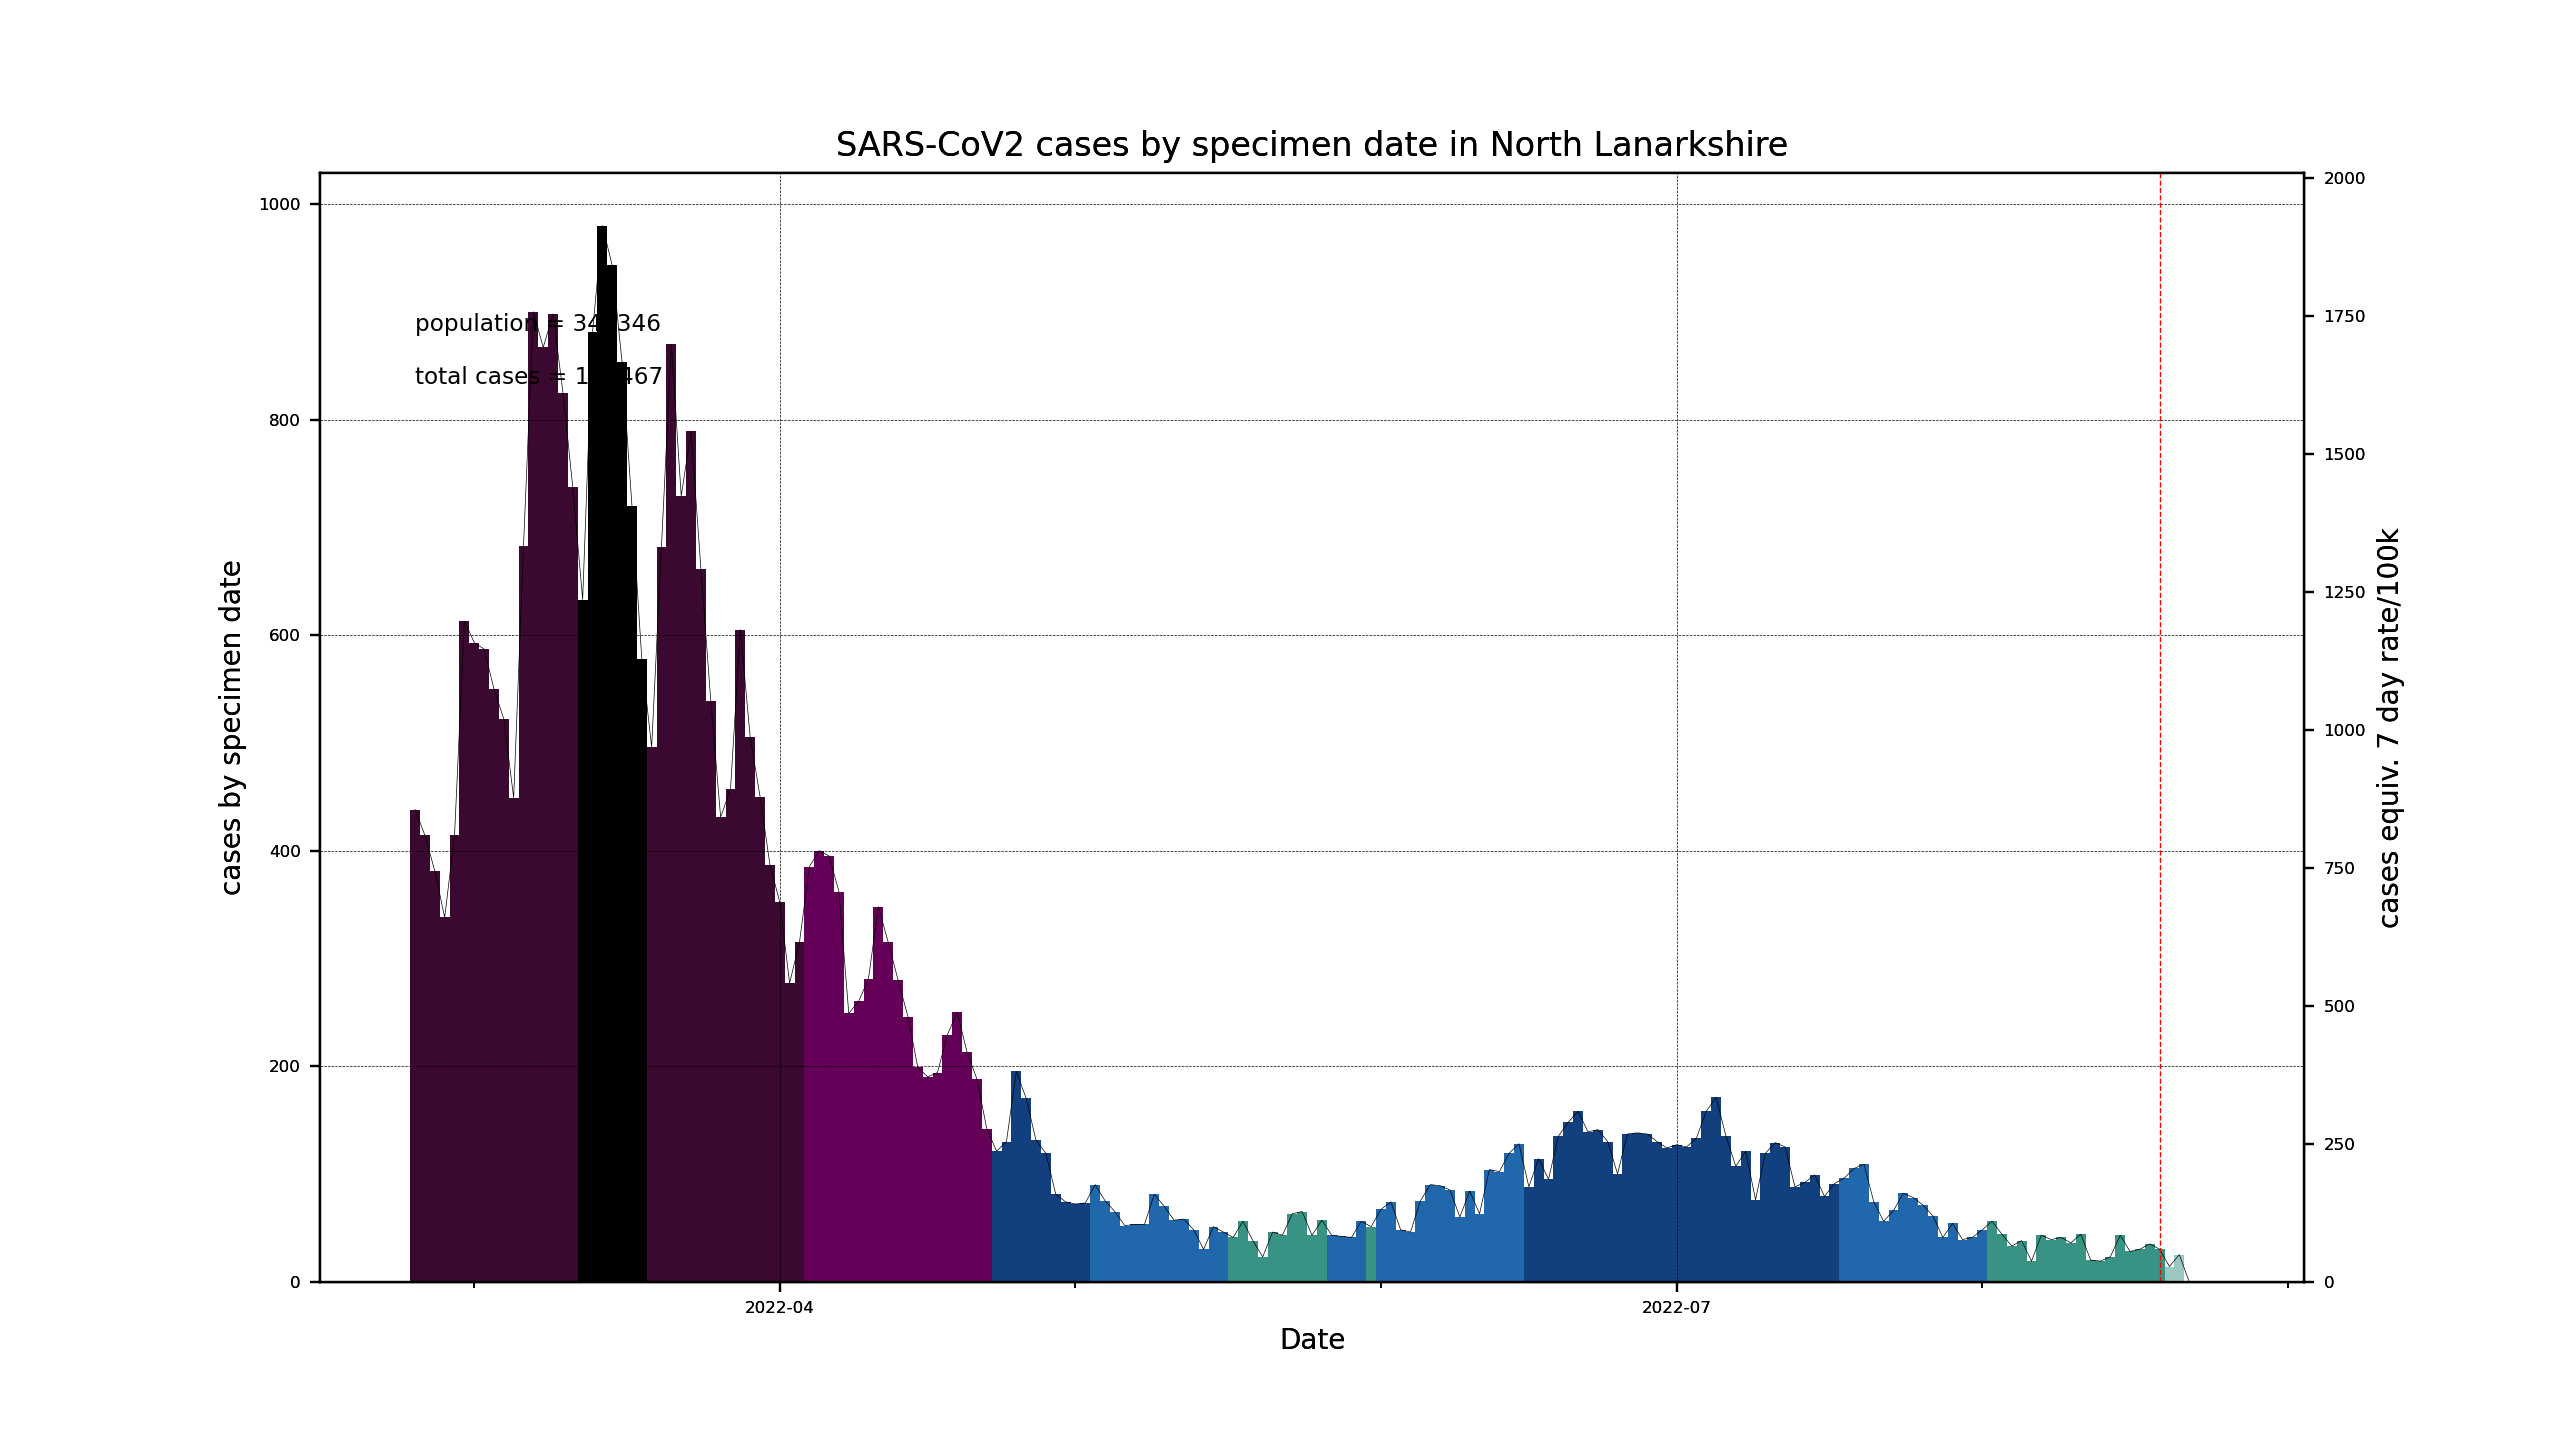 SARS-CoV2 cases by specimen date in North Lanarkshire
1000
800
600
400
200
0
cases by specimen date
population =
total cases =
2000
1750
1500
1250
1000
750
500
250
0
cases equiv. 7 day rate/100k
2022-04
2022-07
Date